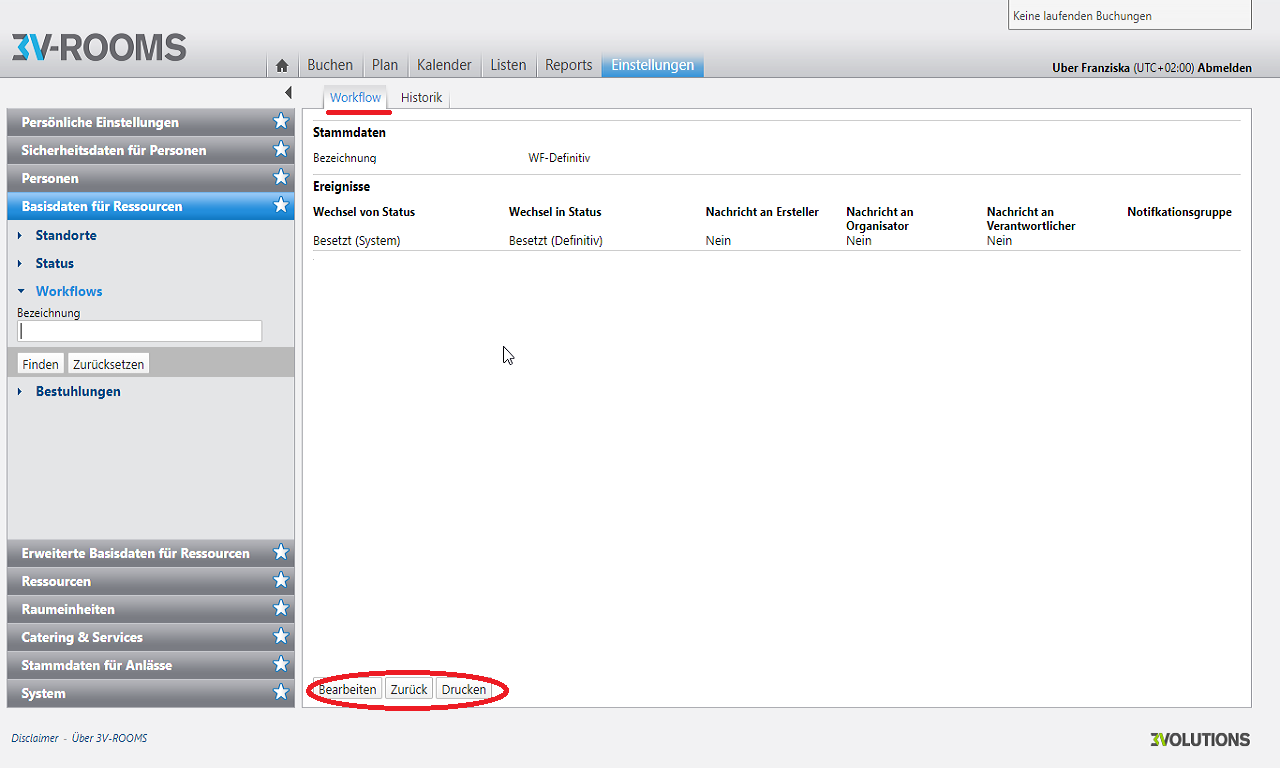 Keine laufenden Buchungen
3V-ROOMS
Buchen Plan Kalender Listen Reports Einstellungen
Uber Franziska (UTC+02:00) Abmelden
Workflow Historik
Persönliche Einstellungen
Sicherheitsdaten für Personen
Personen
Basisdaten für Ressourcen
Standorte
Status
Workflows
Bezeichnung
Finden Zurücksetzen
Bestuhlungen
Erweiterte Basisdaten für Ressourcen
Ressourcen
Raumeinheiten
Catering & Services
Stammdaten für Anlässe
System
Stammdaten
Bezeichnung WF-Definitiv
Ereignisse
Wechsel von Status Wechsel in Status Nachricht an Ersteller Nachricht an Organisator Nachricht an Verantwortlicher Notifkationsgruppe
Besetzt (System) Besetzt (Definitiv) Nein Nein Nein
Bearbeiten Zurück Drucken
Disclaimer - Über 3V-ROOMS
3VOLUTIONS